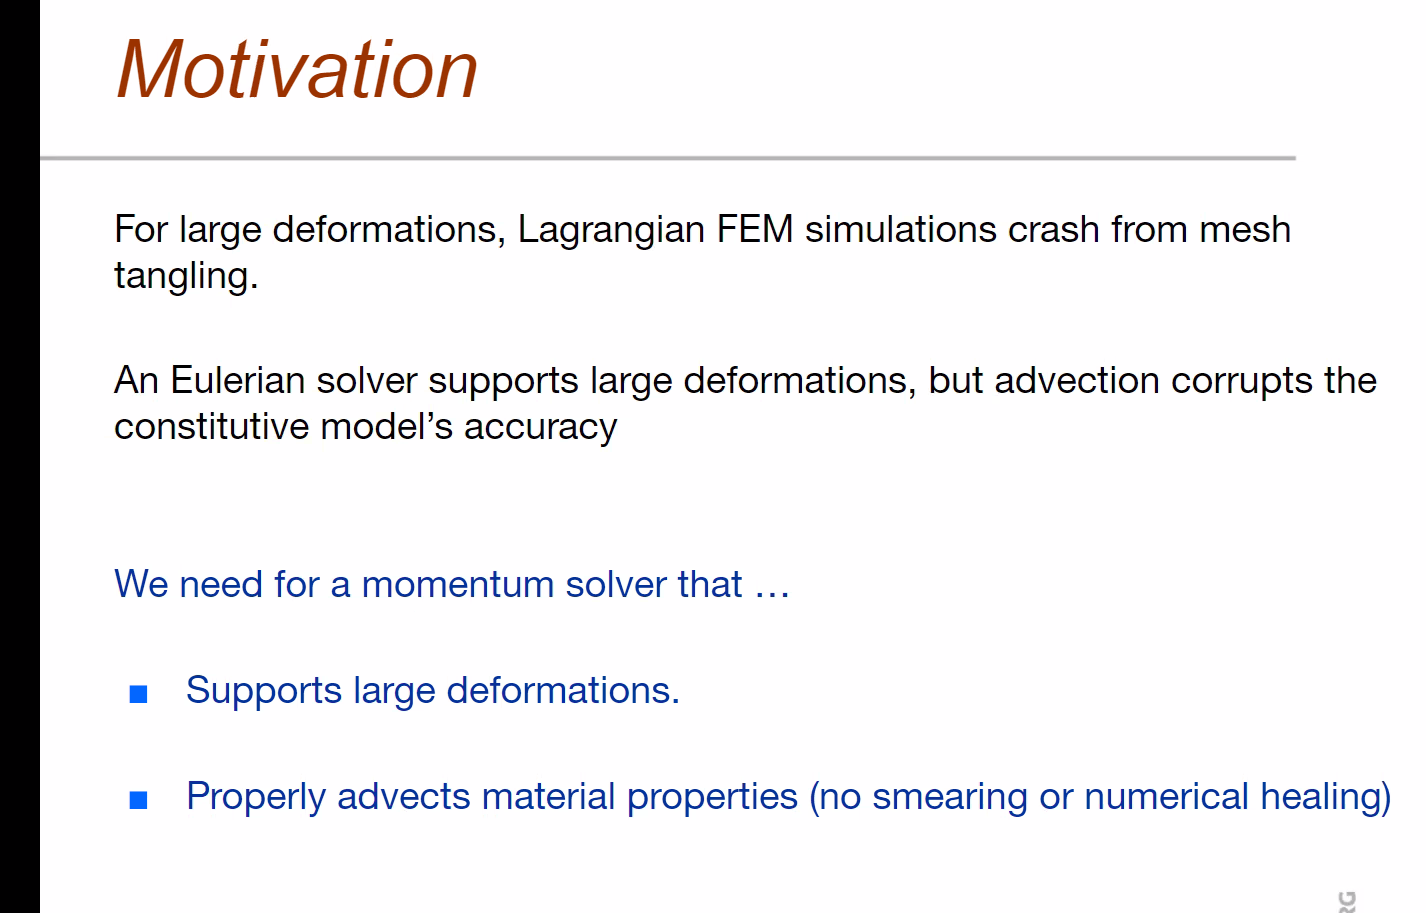 Motivation
For large deformations, Lagrangian FEM simulations crash from mesh
tangling.
An Eulerian solver supports large deformations, but advection corrupts the
constitutive model’s accuracy
We need for a momentum solver that …
Supports large deformations.
Properly advects material properties (no smearing or numerical healing)